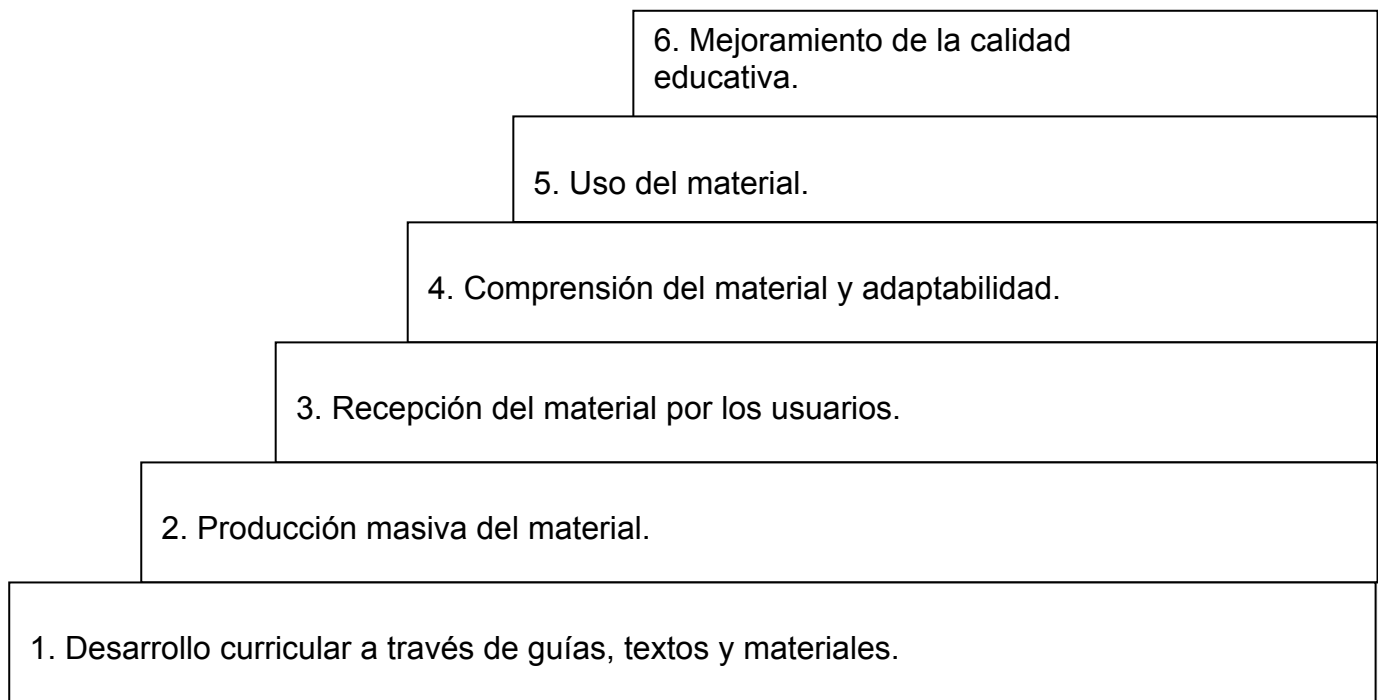 6. Mejoramiento de la calidad
educativa.
5. Uso del material.
4. Comprensión del material y adaptabilidad.
3. Recepción del material por los usuarios.
2. Producción masiva del material.
1. Desarrollo curricular a través de guías, textos y materiales.